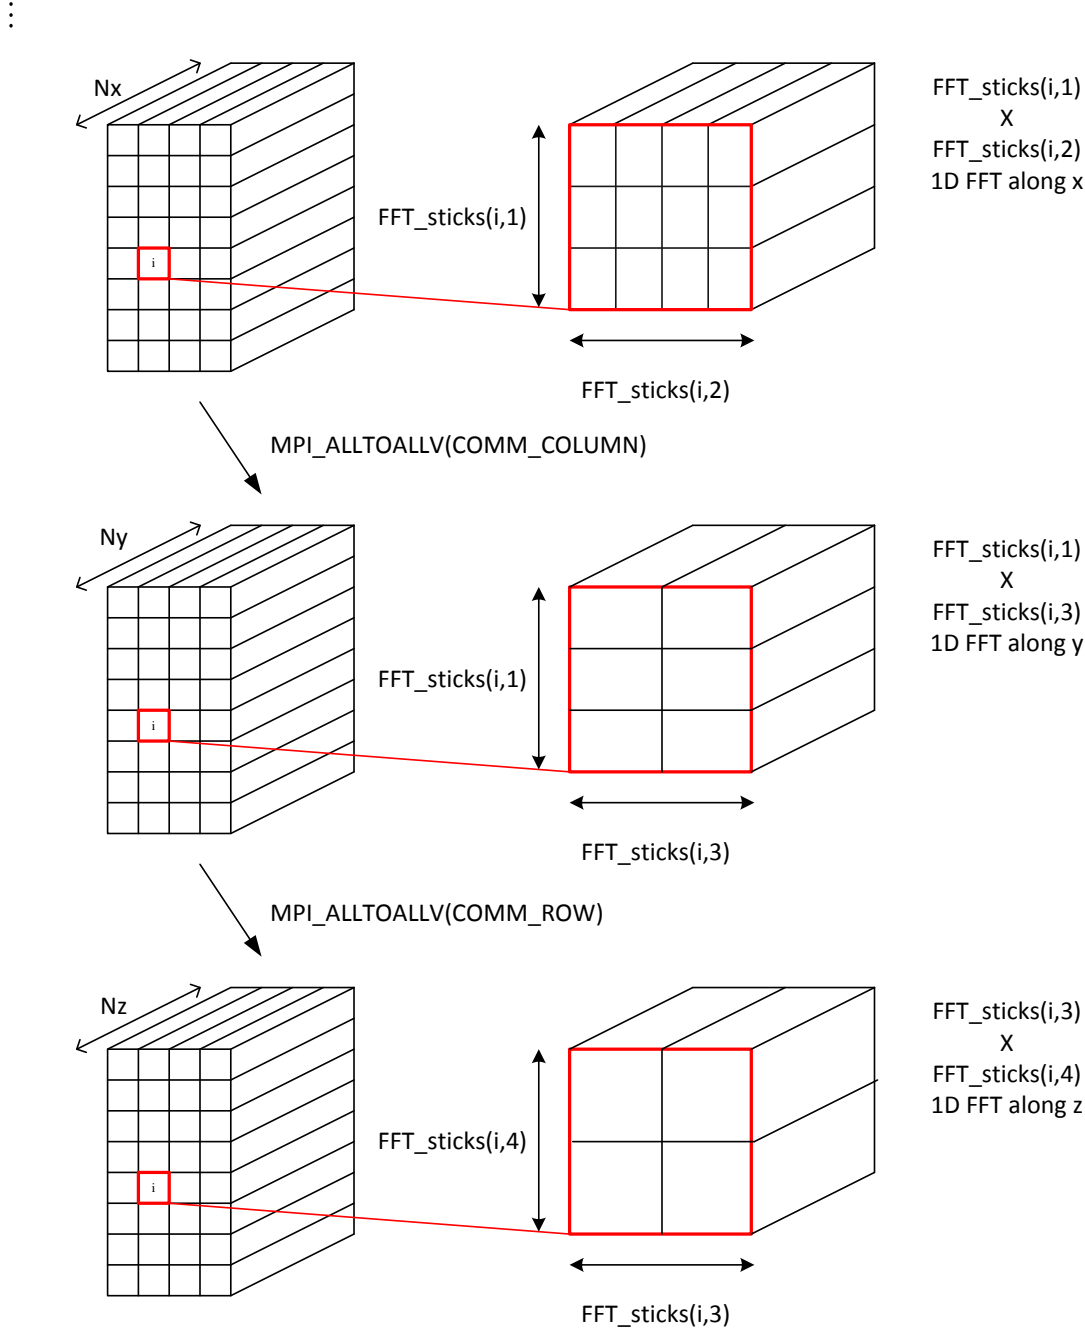 Nx
FFT_sticks(i,1)
X
FFT_sticks(i,2)
1D FFT along x
FFT_sticks(i,1)
i
FFT_sticks(i,2)
MPI_ALLTOALLV(COMM_COLUMN)
Ny
FFT_sticks(i,1)
X
FFT_sticks(i,3)
1D FFT along y
FFT_sticks(i,1)
i
FFT_sticks(i,3)
MPI_ALLTOALLV(COMM_ROW)
Nz
FFT_sticks(i,3)
X
FFT_sticks(i,4)
1D FFT along z
FFT_sticks(i,4)
i
FFT_sticks(i,3)